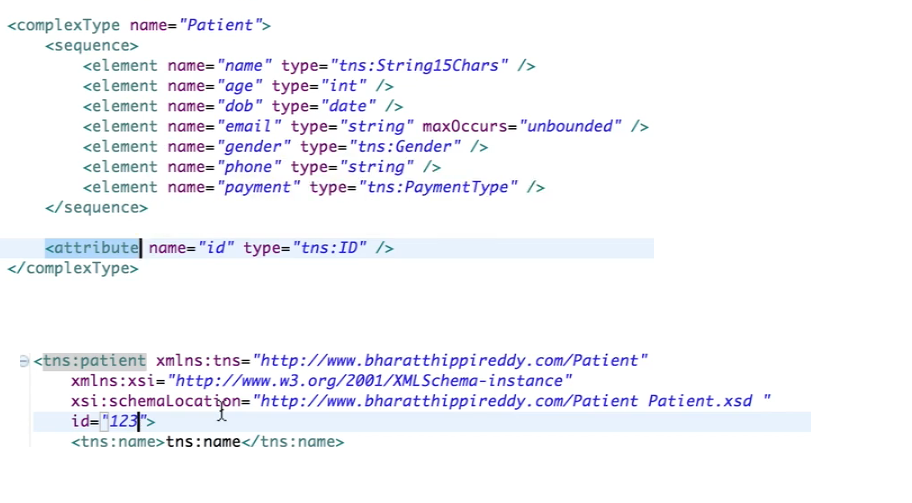 <complexType name="Patient">
<sequence>
<element name="name" type="tns:String15Chars" />
<element name="age" type="int" />
<element name="dob" type="date" />
<element name="email" type="string" maxOccurs="unbounded" />
<element name="gender" type="tns:Gender" />
<element name="phone" type="string" />
<element name="payment" type="tns:PaymentType" />
</sequence>
<attribute name="id" type="tns:ID" />
</complexType>
<tns:patient xmlns:tns="http://www.bharatthippireddy.com/Patient"
xmlns:xsi="http://www.w3.org/2001/XMLSchema-instance"
xsi:schemaLocation="http://www.bharatthippireddy.com/Patient Patient.xsd "
id="123">
<tns:name>tns:name</tns:name>